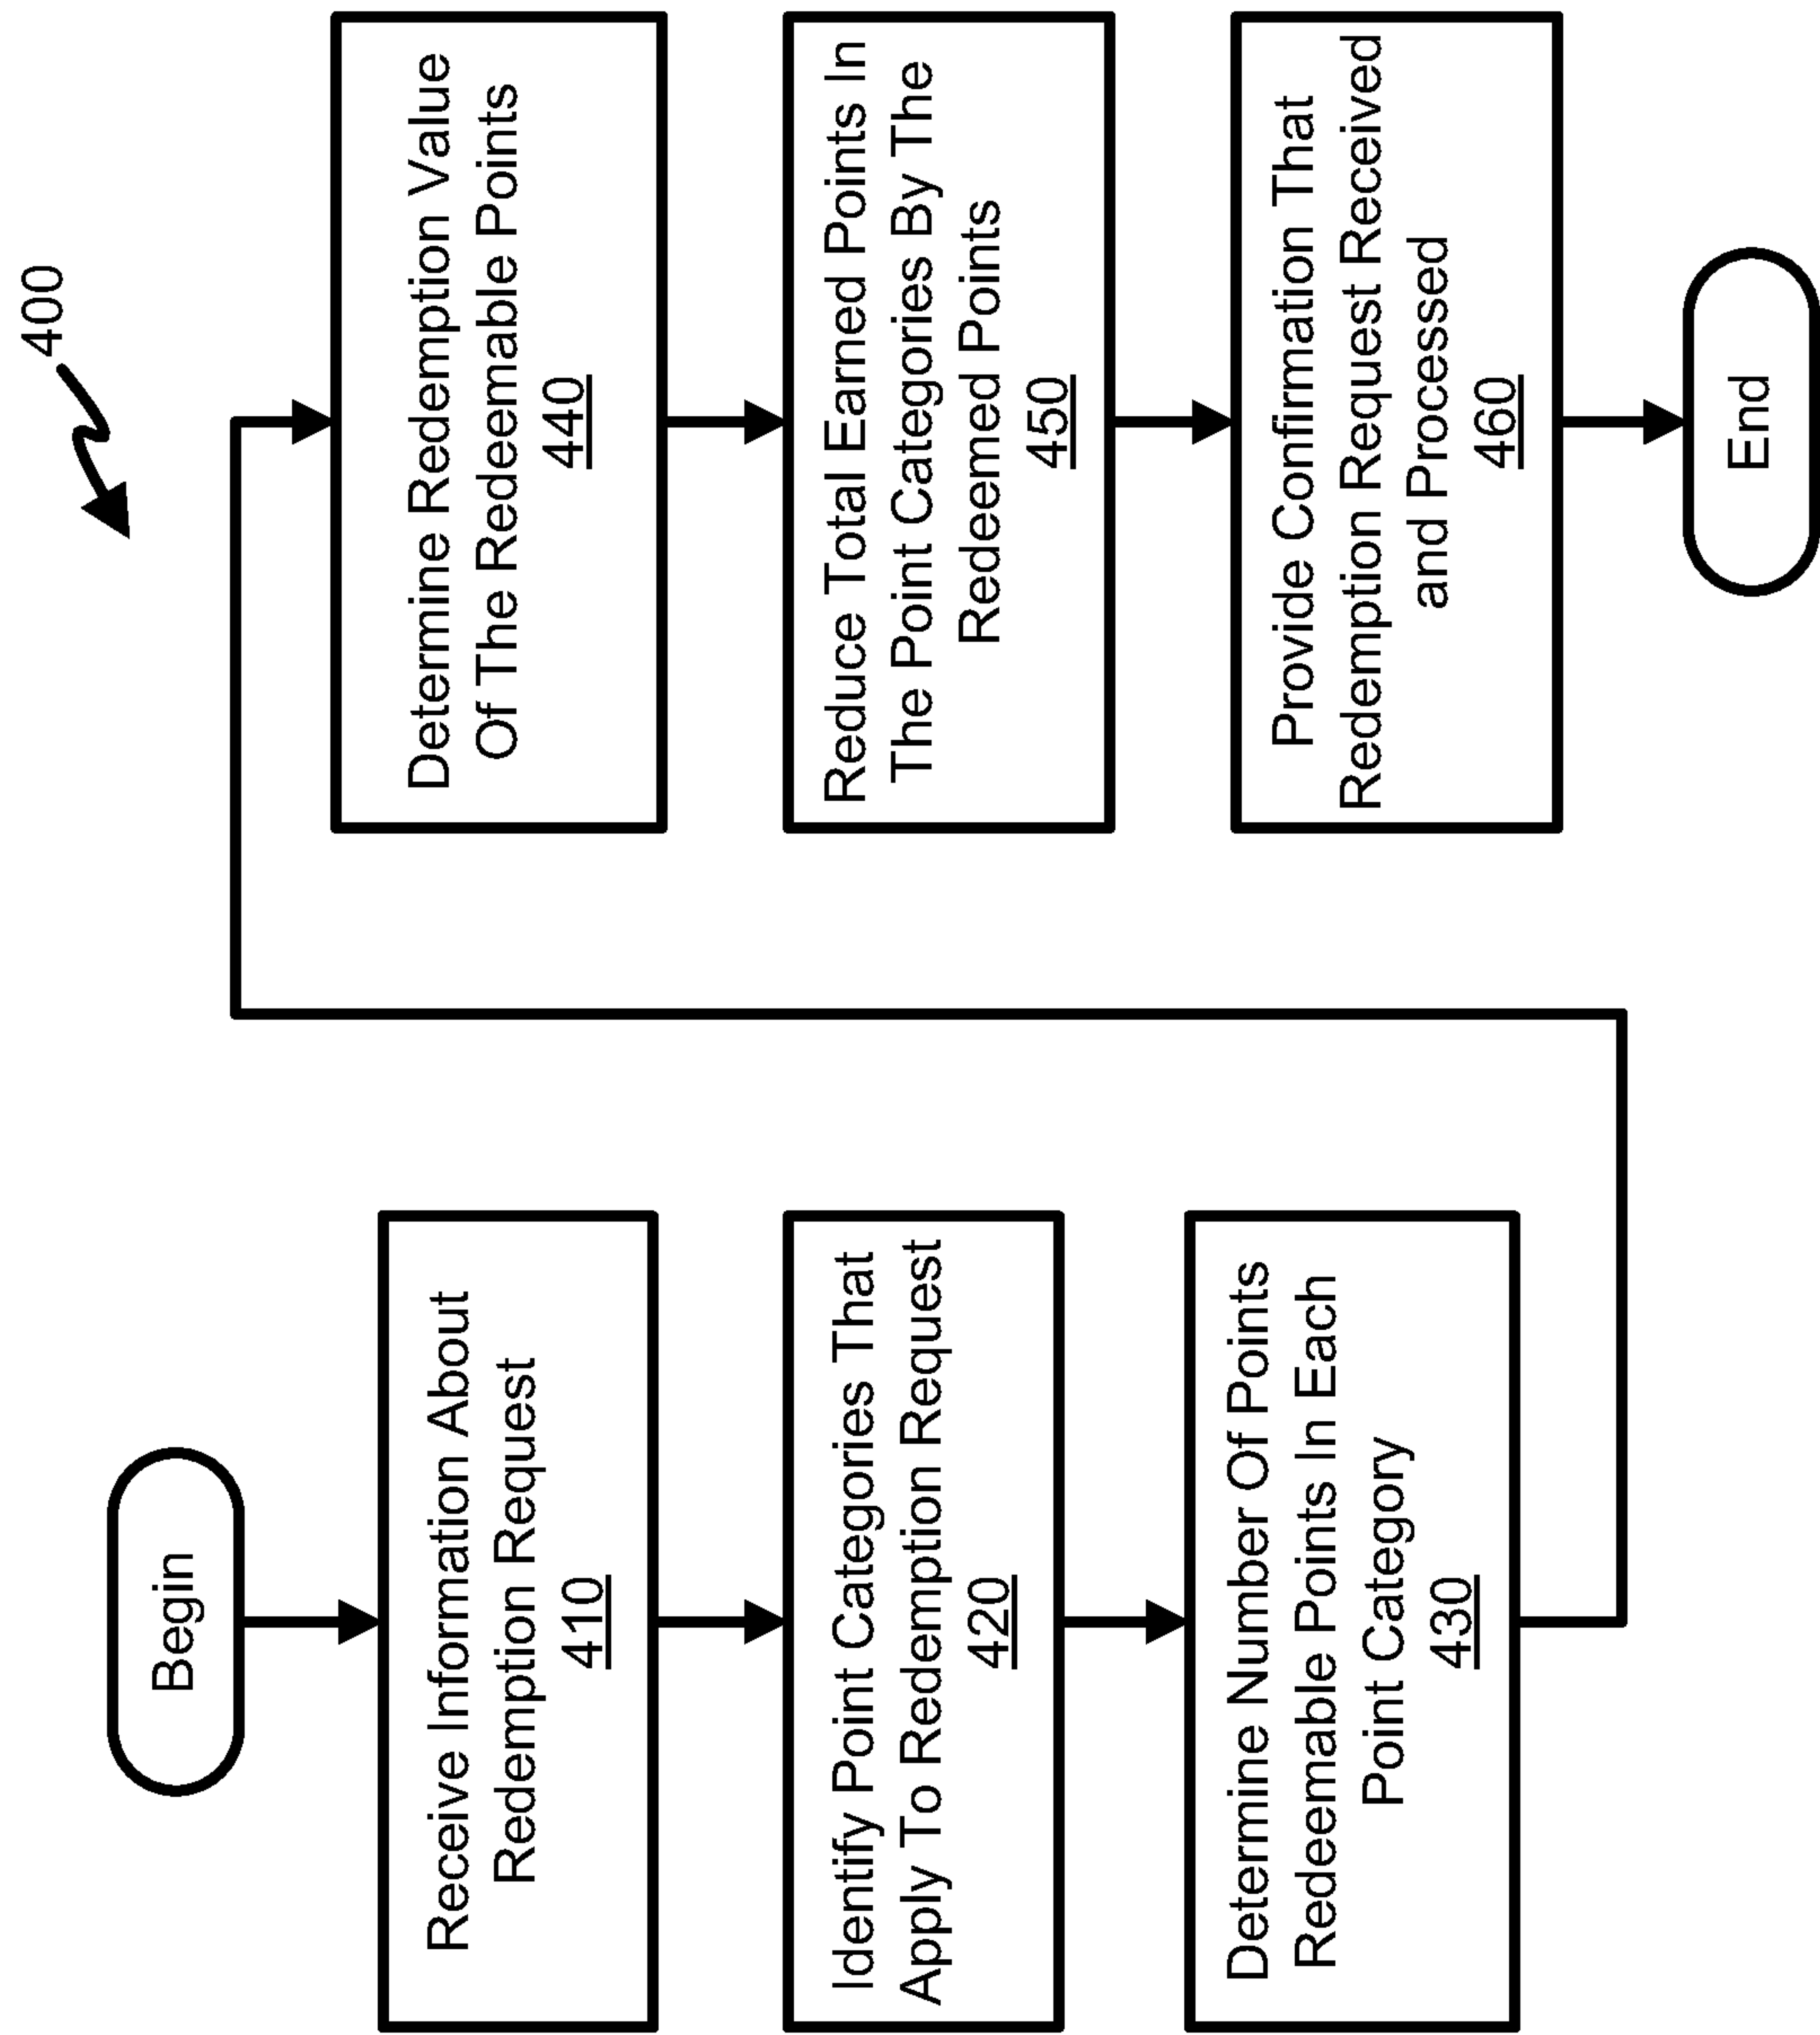 400
Begin
Receive Information About
Redemption Request
410
Identify Point Categories That
Apply To Redemption Request
420
Determine Number Of Points
Redeemable Points In Each
Point Category
430
Determine Redemption Value
Of The Redeemable Points
440
Reduce Total Earned Points In
The Point Categories By The
Redeemed Points
450
Provide Confirmation That
Redemption Request Received
and Processed
460
End